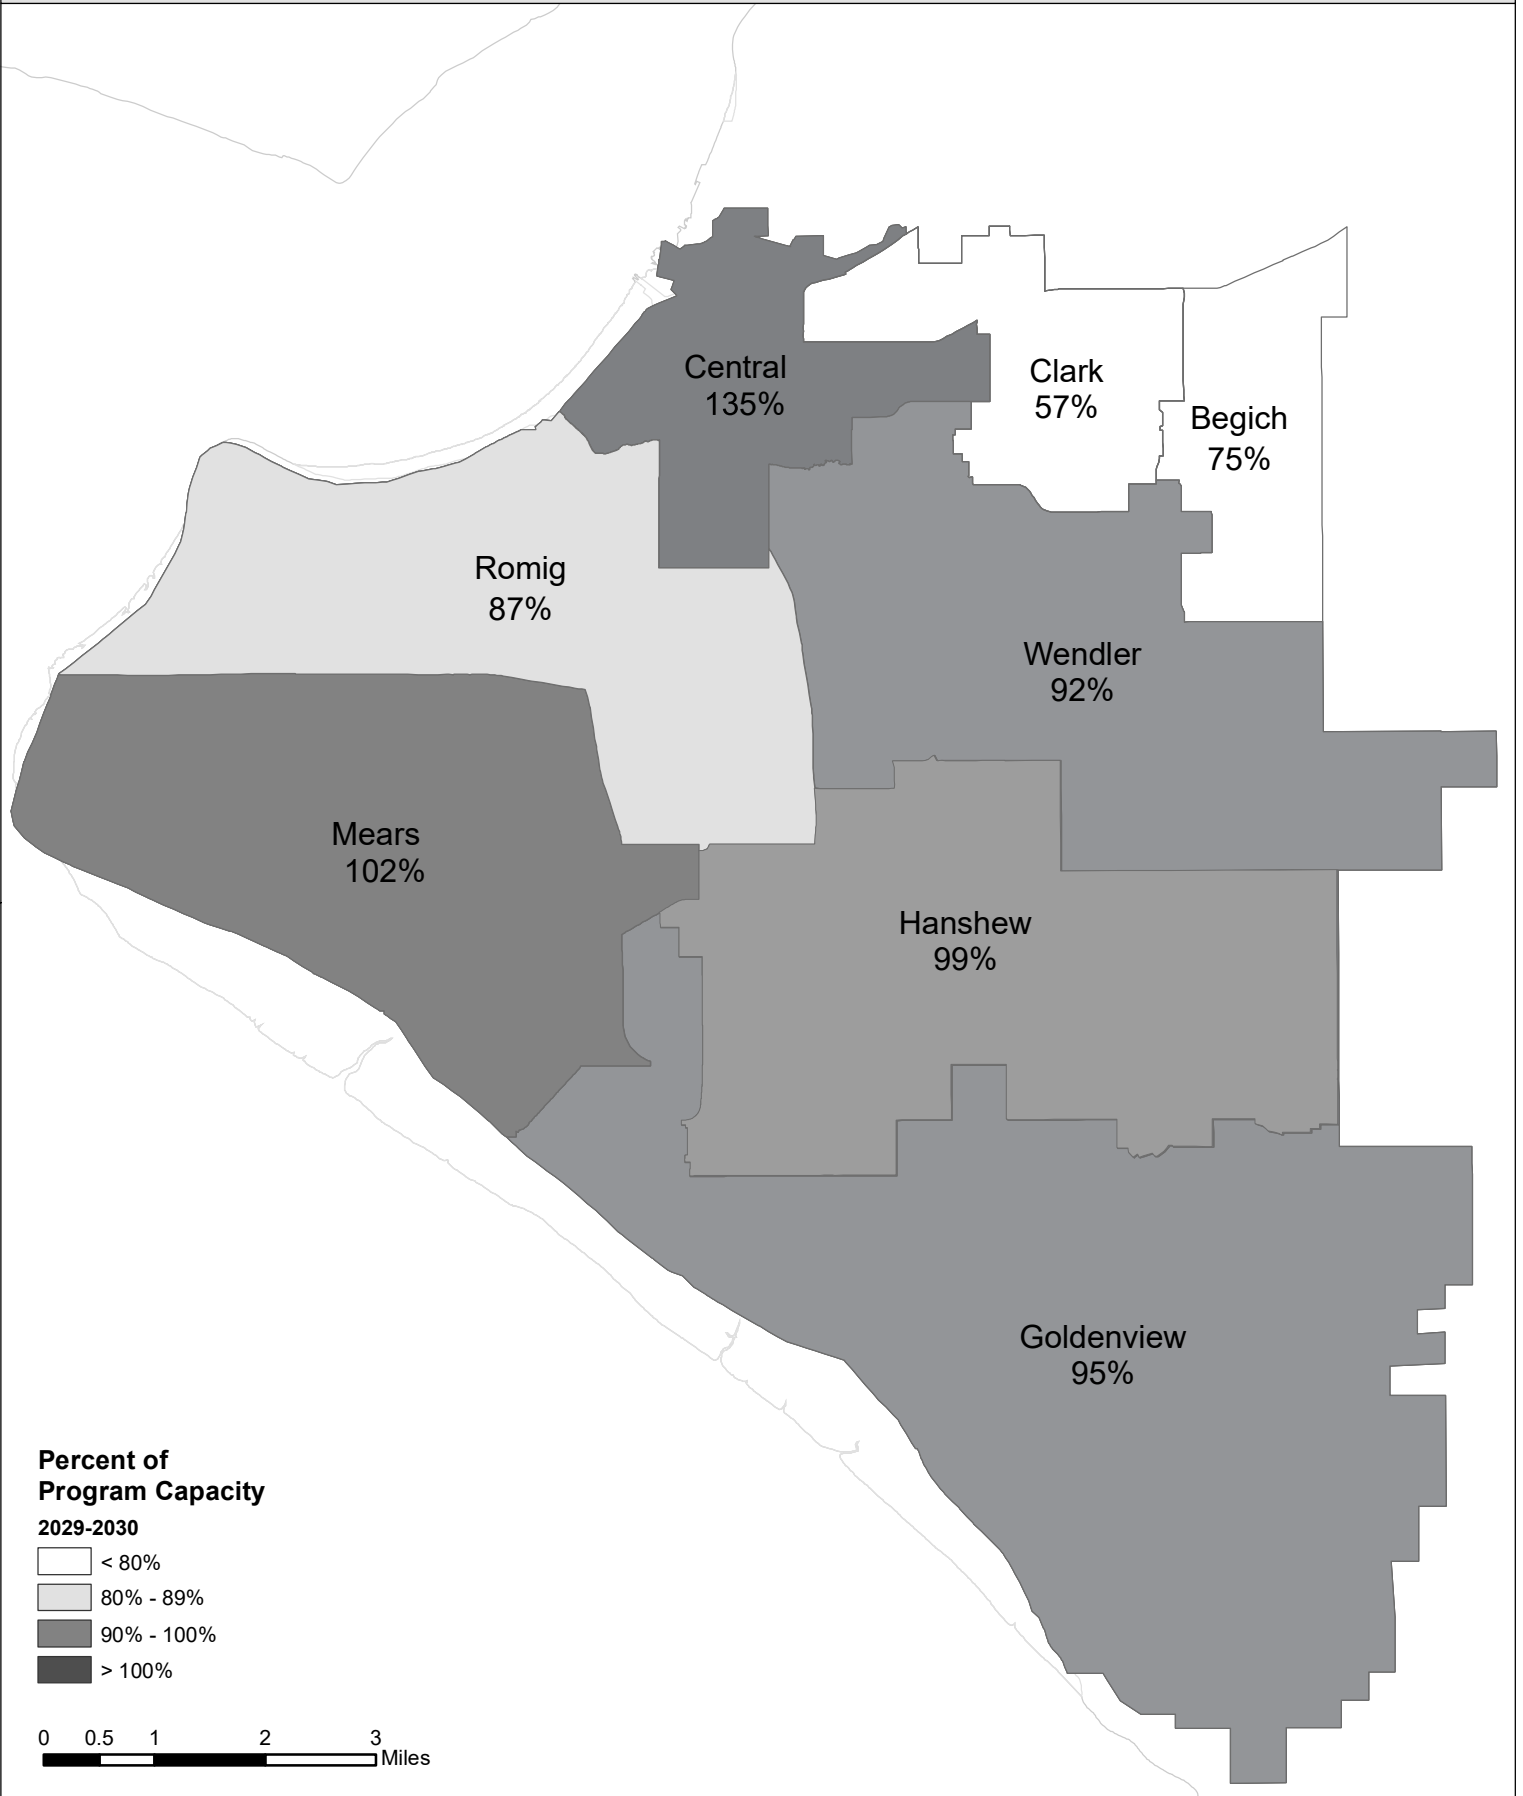 Central
135%
Clark
57%
Begich
75%
Romig
87%
Wendler
92%
Mears
102%
Hanshew
99%
Goldenview
95%
Percent of
Program Capacity
2029-2030
< 80%
80% - 89%
90% - 100%
> 100%
0 0.5 1 2 3
Miles